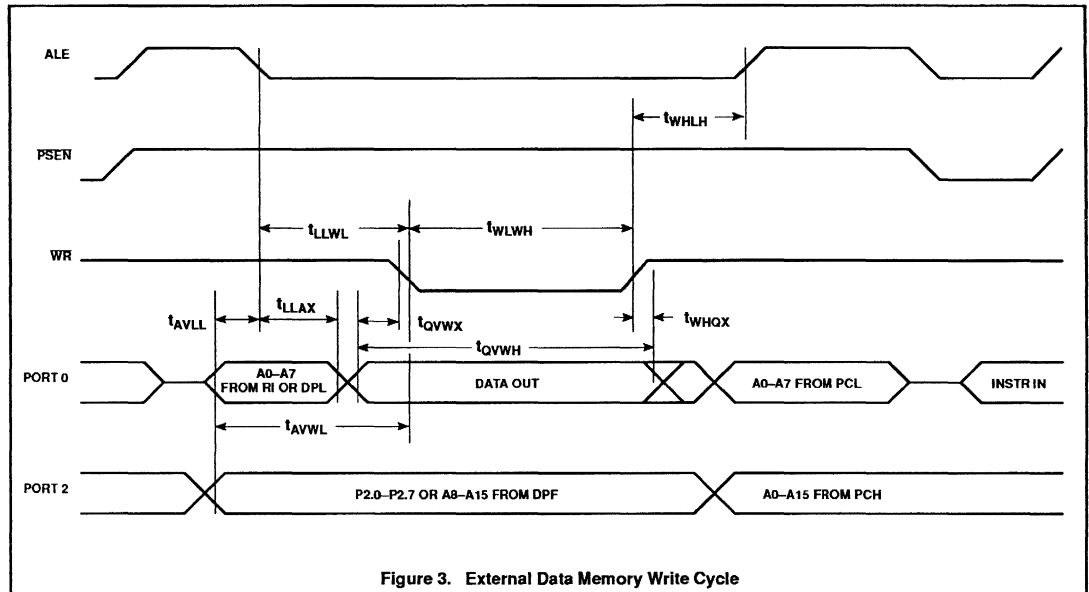 ALE
tWHLH
PSEN
tLLWL
tWLWH
WR
tAVLL
tLLAX
tQVWX
tWHQX
tQVWH
PORT 0
A0–A7
FROM RI OR DPL
DATA OUT
A0–A7 FROM PCL
INSTR IN
tAVWL
PORT 2
P2.0–P2.7 OR A8–A15 FROM DPF
A0–A15 FROM PCH
Figure 3. External Data Memory Write Cycle